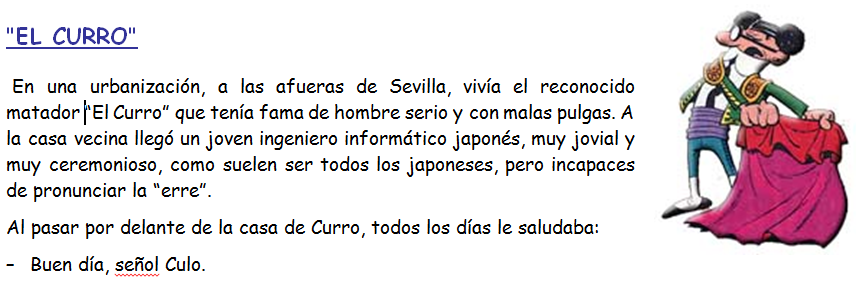 "EL CURRO"
En una urbanización, a las afueras de Sevilla, vivía el reconocido
matador “El Curro” que tenía fama de hombre serio y con malas pulgas. A
la casa vecina llegó un joven ingeniero informático japonés, muy jovial y
muy ceremonioso, como suelen ser todos los japoneses, pero incapaces
de pronunciar la “erre”.
Al pasar por delante de la casa de Curro, todos los días le saludaba:
– Buen día, señol Culo.